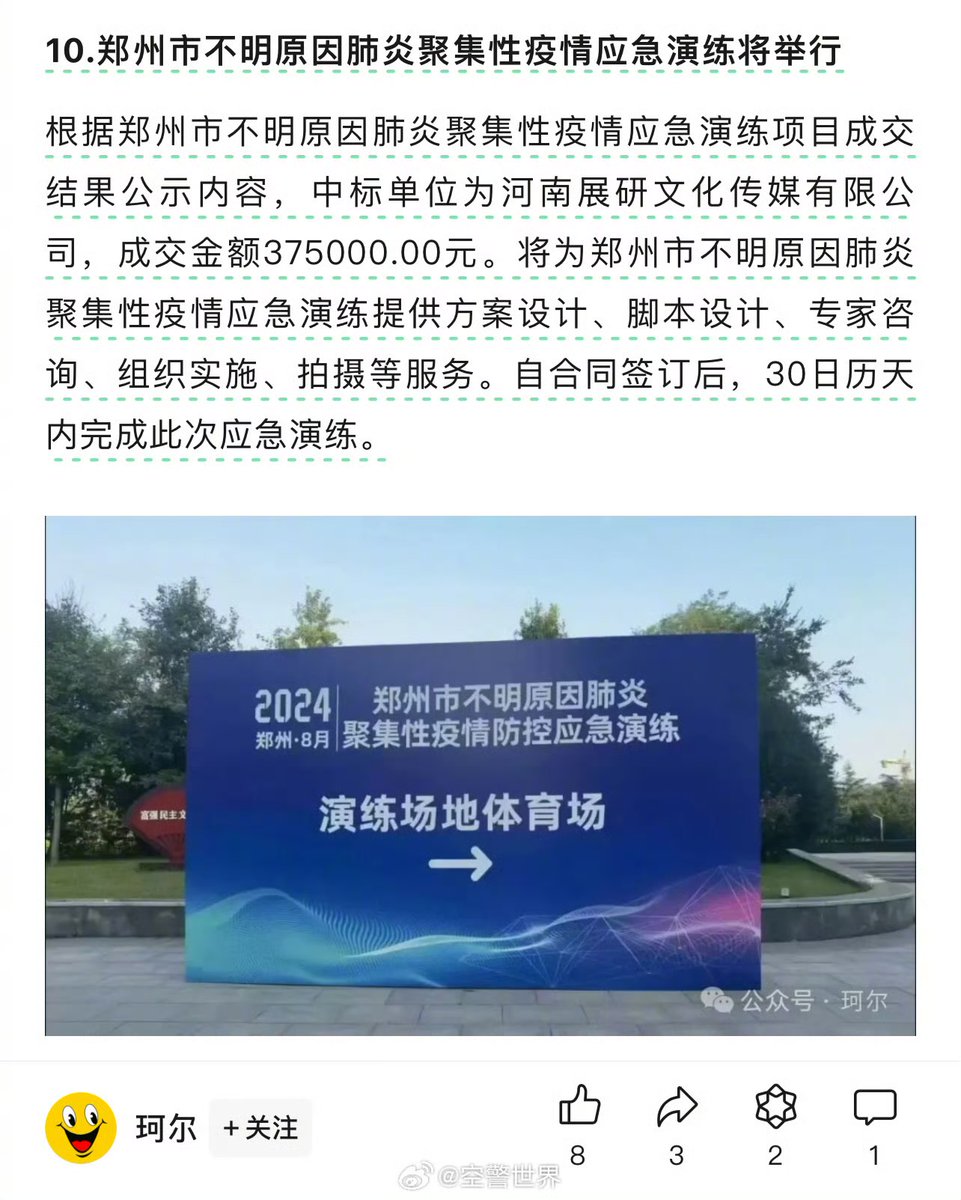 10.郑州市不明原因肺炎聚集性疫情应急演练将举行
根据郑州市不明原因肺炎聚集性疫情应急演练项目成交
结果公示内容，中标单位为河南展研文化传媒有限公
司，成交金额375000.00元。将为郑州市不明原因肺炎
聚集性疫情应急演练提供方案设计、脚本设计、专家咨
询、组织实施、拍摄等服务。自合同签订后，30日历天
内完成此次应急演练。
2024
郑州·8月
郑州市不明原因肺炎
聚集性疫情防控应急演练
演练场地体育场
富强民主文
公众号·珂尔
珂尔
+关注
8
3
2
1
@空警世界